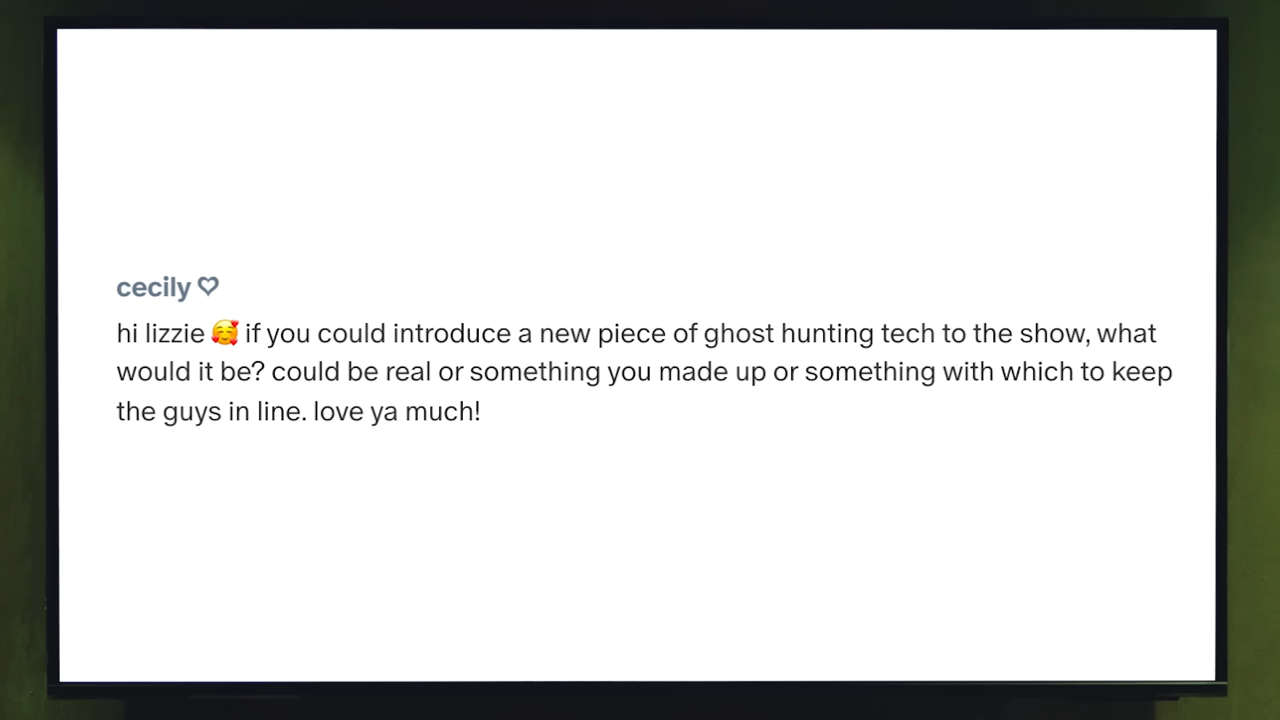 cecily ♡
hi lizzie 🥰 if you could introduce a new piece of ghost hunting tech to the show, what
would it be? could be real or something you made up or something with which to keep
the guys in line. love ya much!